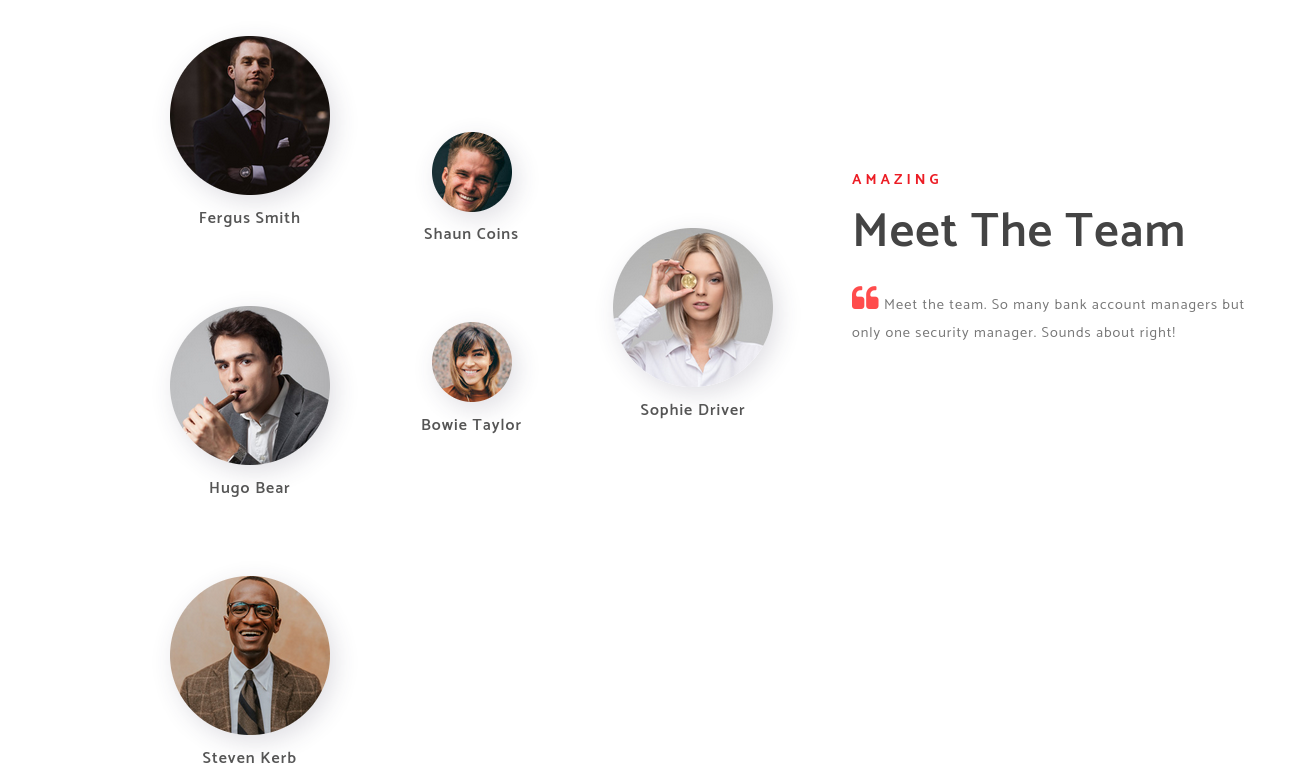 Fergus Smith
Shaun Coins
Hugo Bear
Bowie Taylor
Sophie Driver
Steven Kerb
AMAZING
Meet The Team
❝ Meet the team. So many bank account managers but
only one security manager. Sounds about right!